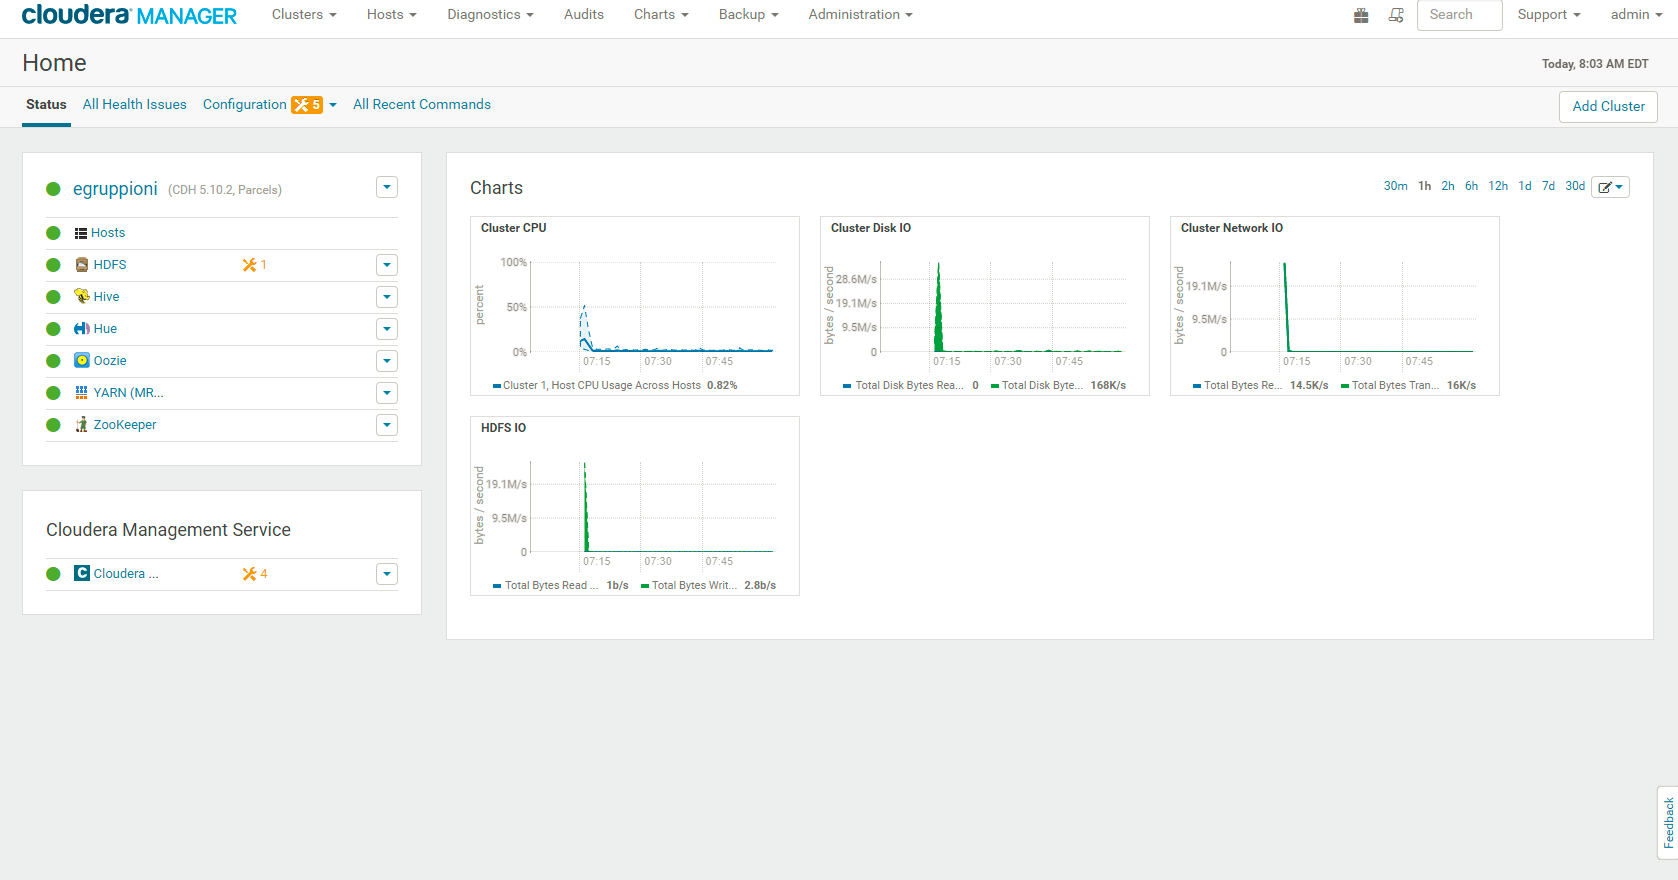 cloudera MANAGER Clusters Hosts Diagnostics Audits Charts Backup Administration Search Support admin
Home Today, 8:03 AM EDT
Status All Health Issues Configuration 5 All Recent Commands Add Cluster
egruppioni (CDH 5.10.2, Parcels)
Hosts
HDFS 1
Hive
Hue
Oozie
YARN (MR...
ZooKeeper
Cloudera Management Service
Cloudera ... 4
Charts 30m 1h 2h 6h 12h 1d 7d 30d
Cluster CPU
percent
100%
50%
0%
07:15 07:30 07:45
Cluster 1, Host CPU Usage Across Hosts 0.82%
Cluster Disk IO
bytes / second
28.6M/s
19.1M/s
9.5M/s
0
07:15 07:30 07:45
Total Disk Bytes Rea... 0 Total Disk Byte... 168K/s
Cluster Network IO
bytes / second
19.1M/s
9.5M/s
0
07:15 07:30 07:45
Total Bytes Re... 14.5K/s Total Bytes Tran... 16K/s
HDFS IO
bytes / second
19.1M/s
9.5M/s
0
07:15 07:30 07:45
Total Bytes Read ... 1b/s Total Bytes Writ... 2.8b/s
Feedback